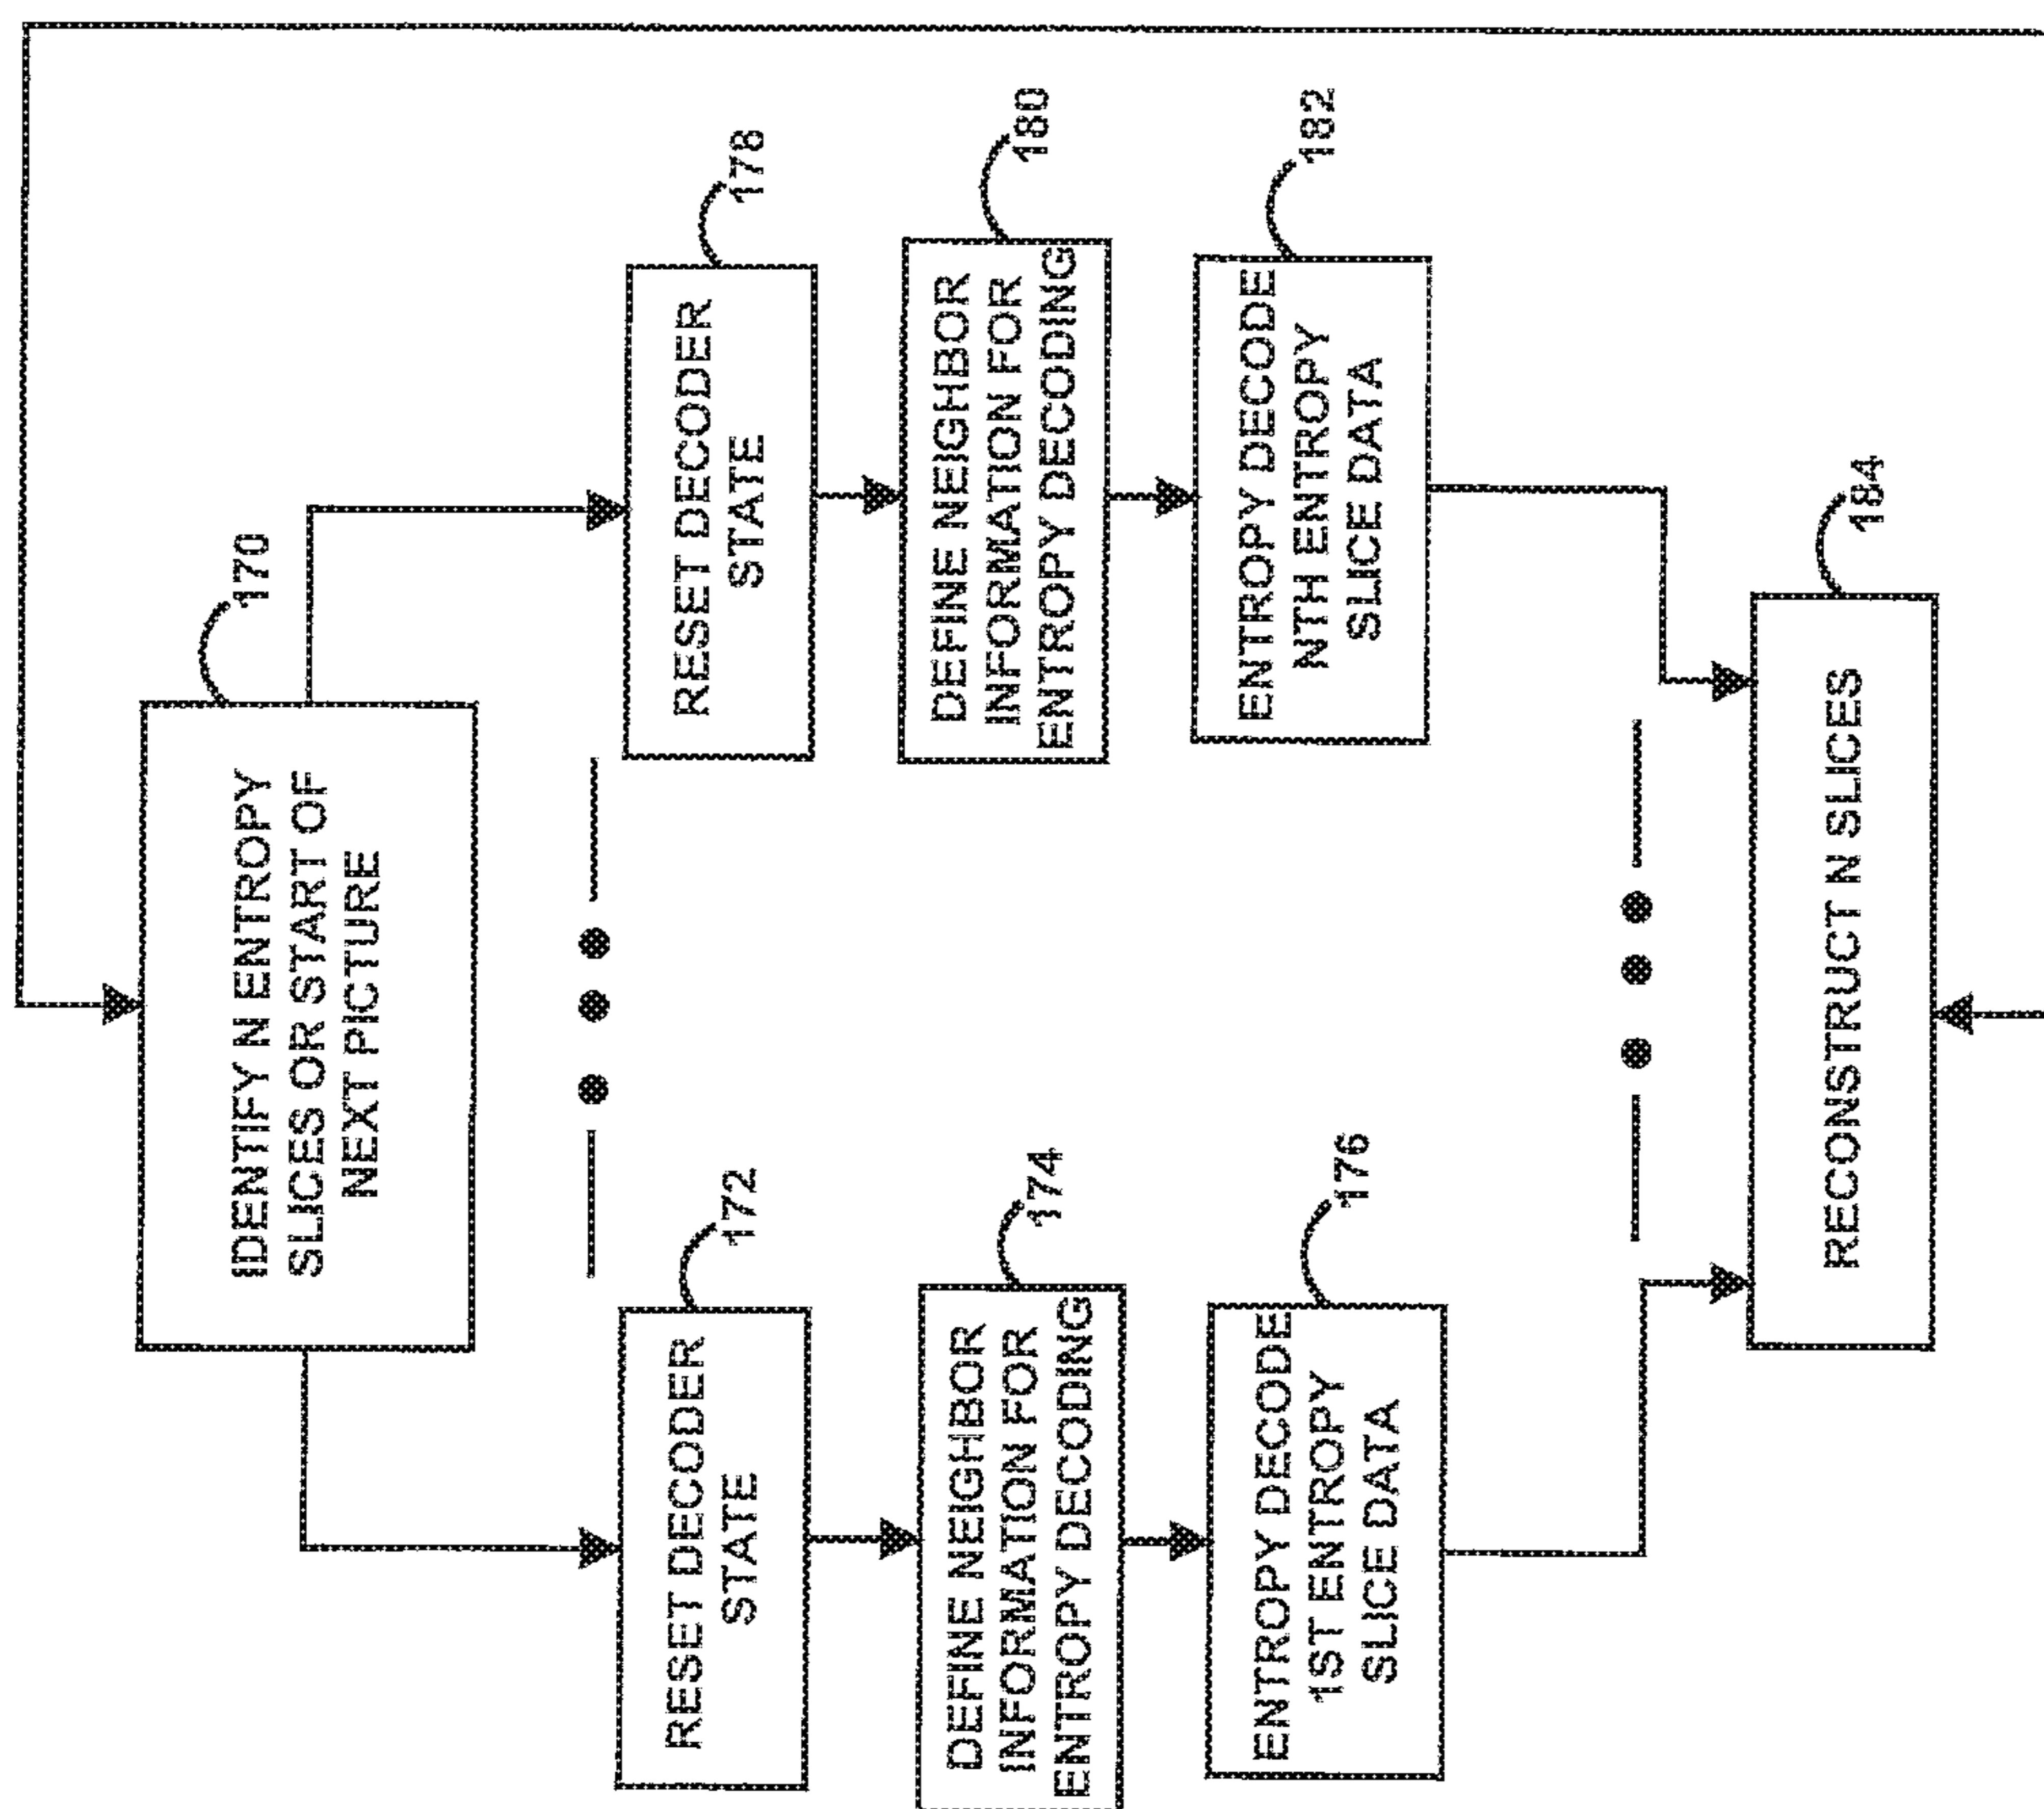 IDENTIFY N ENTROPY
SLICES OR START OF
NEXT PICTURE
170
RESET DECODER
STATE
172
DEFINE NEIGHBOR
INFORMATION FOR
ENTROPY DECODING
174
ENTROPY DECODE
1ST ENTROPY
SLICE DATA
176
RESET DECODER
STATE
178
DEFINE NEIGHBOR
INFORMATION FOR
ENTROPY DECODING
180
ENTROPY DECODE
NTH ENTROPY
SLICE DATA
182
RECONSTRUCT N SLICES
184